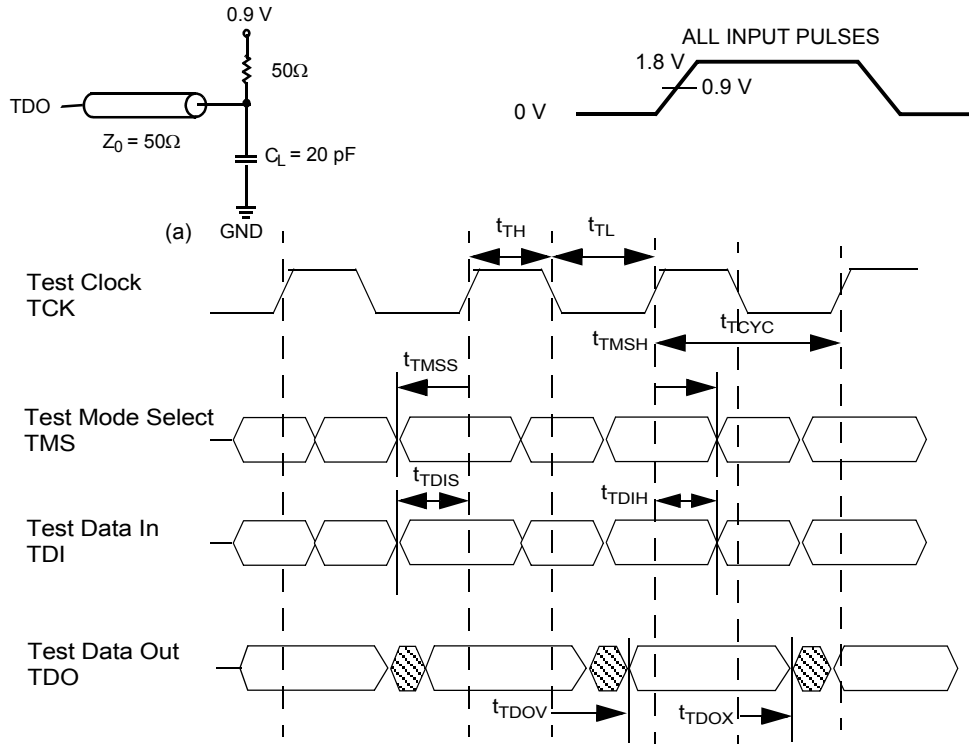 0.9 V
50Ω
TDO
Z0 = 50Ω
CL = 20 pF
(a)
GND
ALL INPUT PULSES
1.8 V
0.9 V
0 V
tTH
tTL
Test Clock
TCK
tTCYC
tTMSH
tTMSS
Test Mode Select
TMS
tTDIS
tTDIH
Test Data In
TDI
Test Data Out
TDO
tTDOV
tTDOX